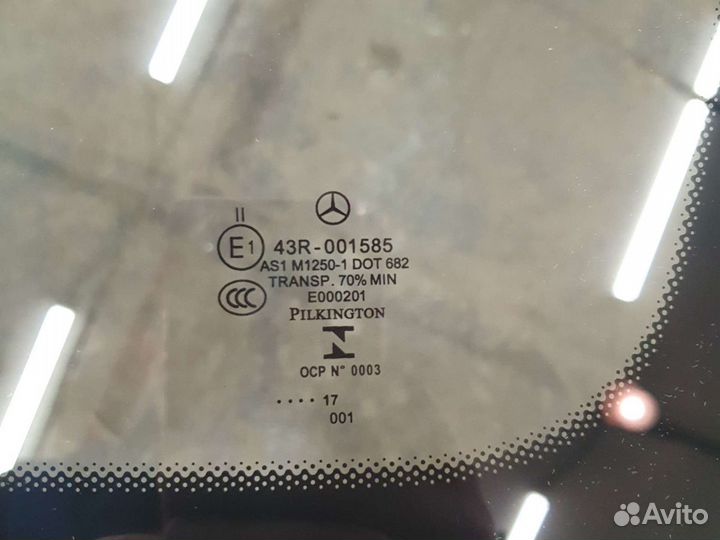 II
E1 43R-001585
AS1 M1250-1 DOT 682
TRANSP. 70% MIN
CCC E000201
PILKINGTON
OCP N° 0003
.... 17
001
Avito